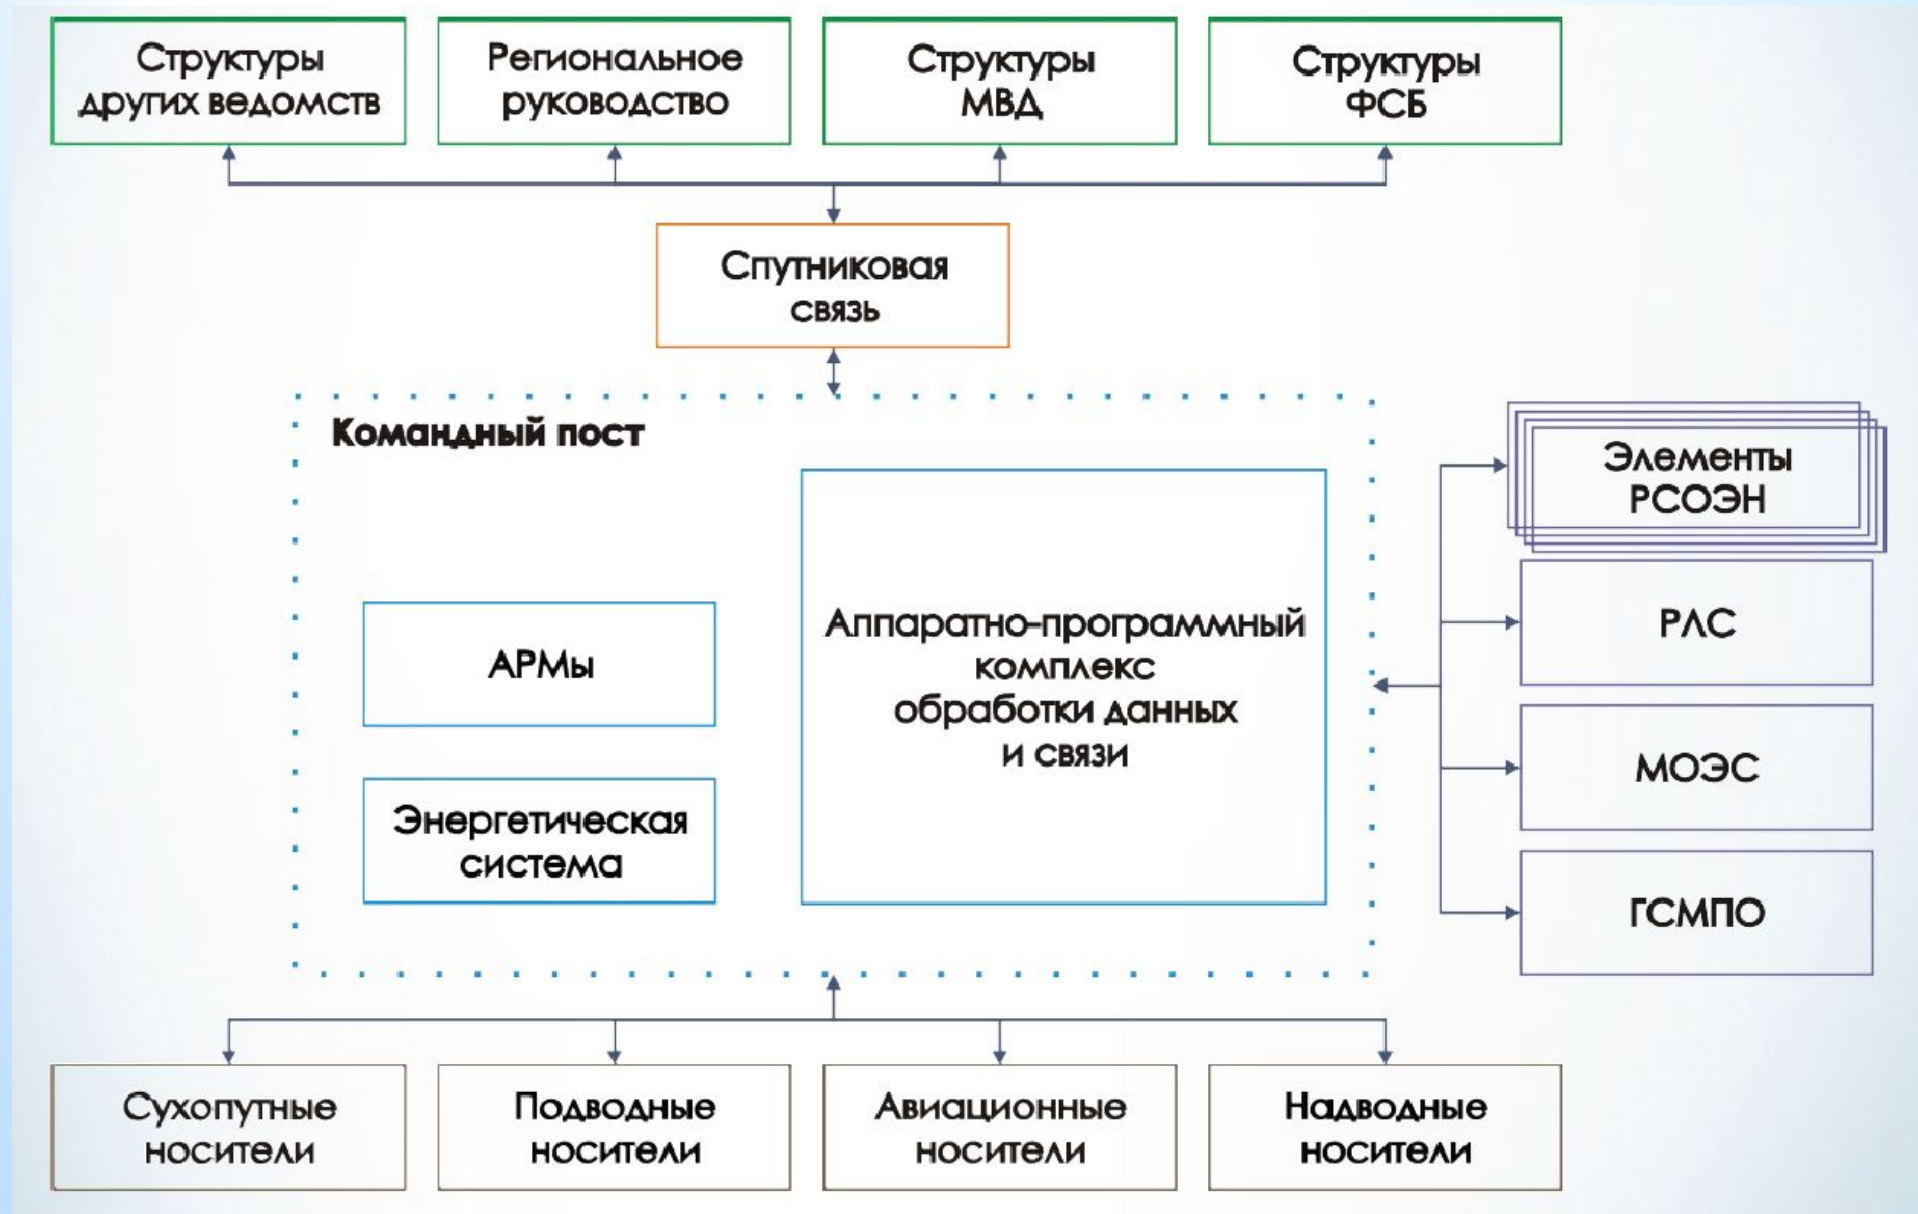 Структуры
других ведомств
Региональное
руководство
Структуры
МВД
Структуры
ФСБ
Спутниковая
связь
Командный пост
АРМы
Энергетическая
система
Аппаратно-программный
комплекс
обработки данных
и связи
Элементы
РСОЭН
РЛС
МОЭС
ГСМПО
Сухопутные
носители
Подводные
носители
Авиационные
носители
Надводные
носители